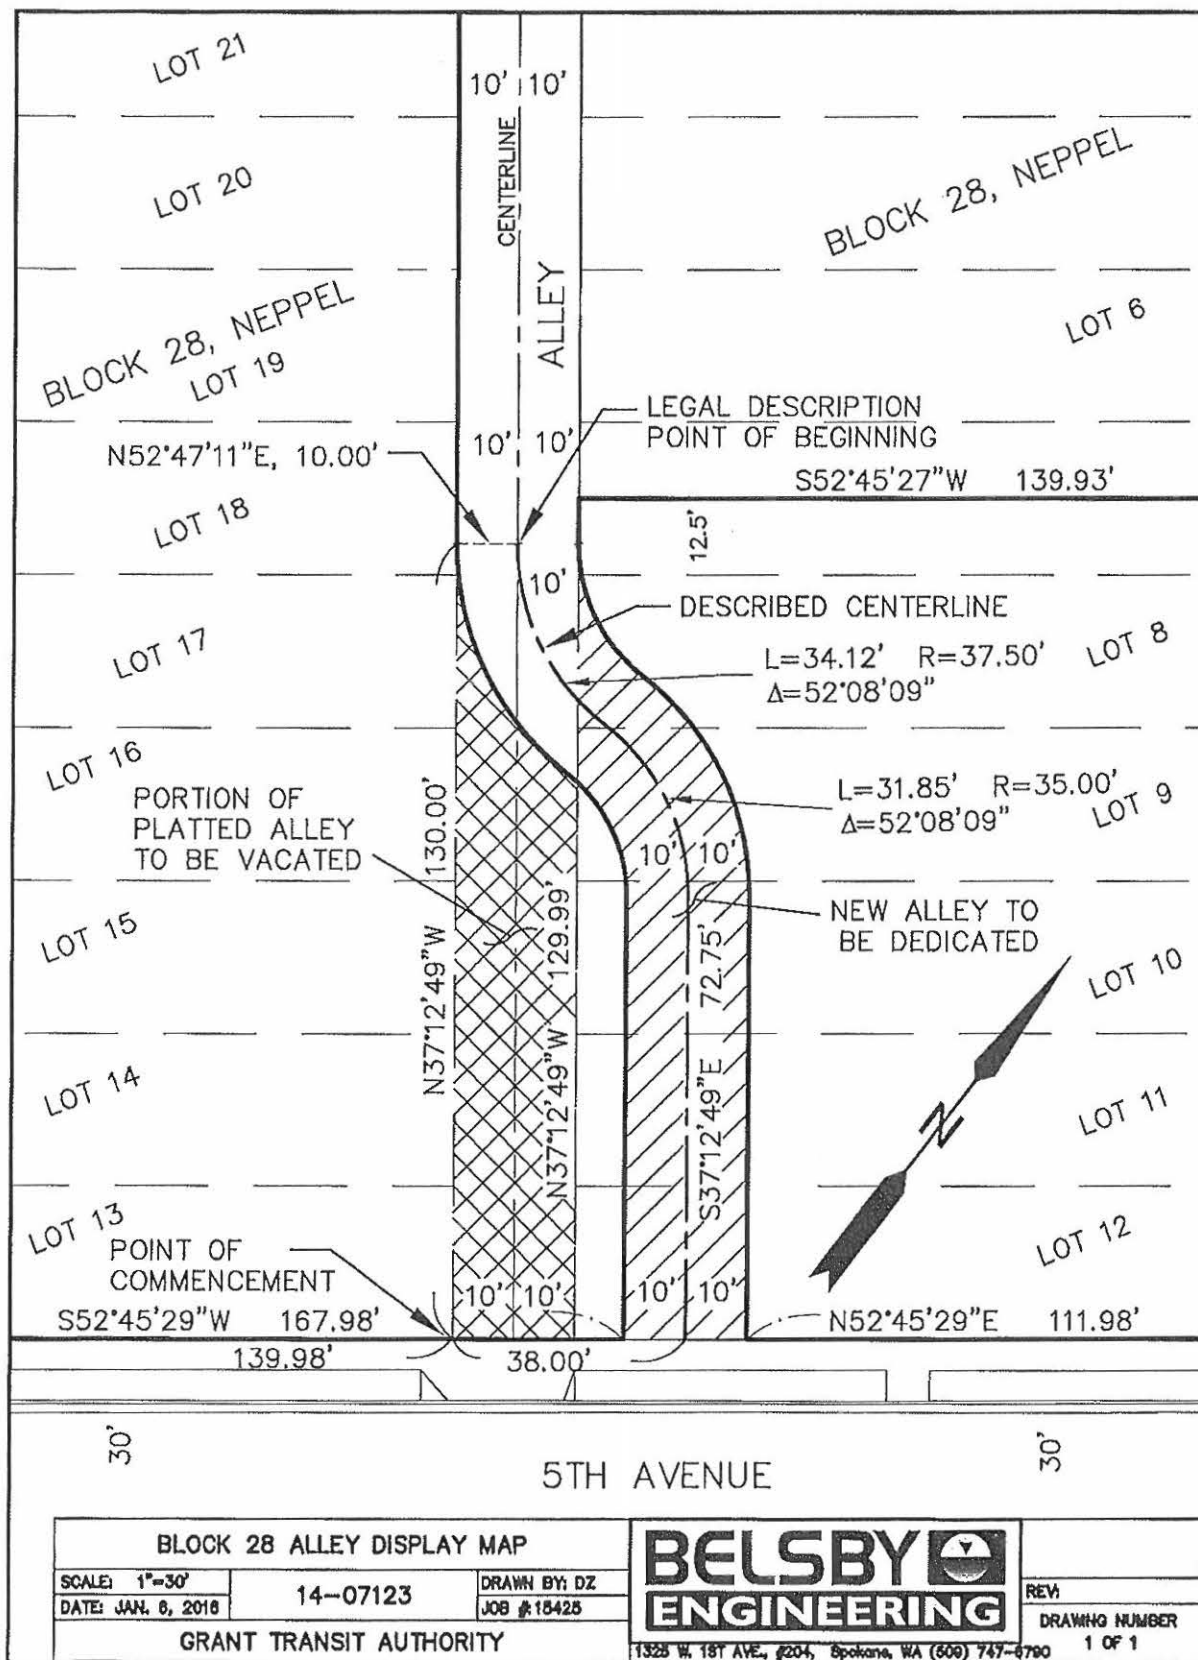 LOT 21
10' 10'
CENTERLINE
LOT 20
BLOCK 28, NEPPEL
ALLEY
BLOCK 28, NEPPEL
LOT 19
LOT 6
10' 10'
LEGAL DESCRIPTION
POINT OF BEGINNING
N52°47'11"E, 10.00'
S52°45'27"W 139.93'
LOT 18
12.5'
10'
DESCRIBED CENTERLINE
LOT 17
LOT 8
L=34.12' R=37.50'
Δ=52°08'09"
LOT 16
L=31.85' R=35.00'
Δ=52°08'09"
LOT 9
PORTION OF
PLATTED ALLEY
TO BE VACATED
N37°12'49"W 130.00'
10' 10'
N37°12'49"W 129.99'
S37°12'49"E 72.75'
NEW ALLEY TO
BE DEDICATED
LOT 15
LOT 10
LOT 14
N
LOT 11
LOT 13
LOT 12
POINT OF
COMMENCEMENT
10' 10' 10' 10'
S52°45'29"W 167.98'
N52°45'29"E 111.98'
139.98' 38.00'
30' 30'
5TH AVENUE
BLOCK 28 ALLEY DISPLAY MAP
SCALE: 1"=30'
DATE: JAN. 6, 2016
14-07123
DRAWN BY: DZ
JOB #:15425
GRANT TRANSIT AUTHORITY
BELSBY
ENGINEERING
1325 W. 1ST AVE., #204, Spokane, WA (509) 747-6790
REV:
DRAWING NUMBER
1 OF 1